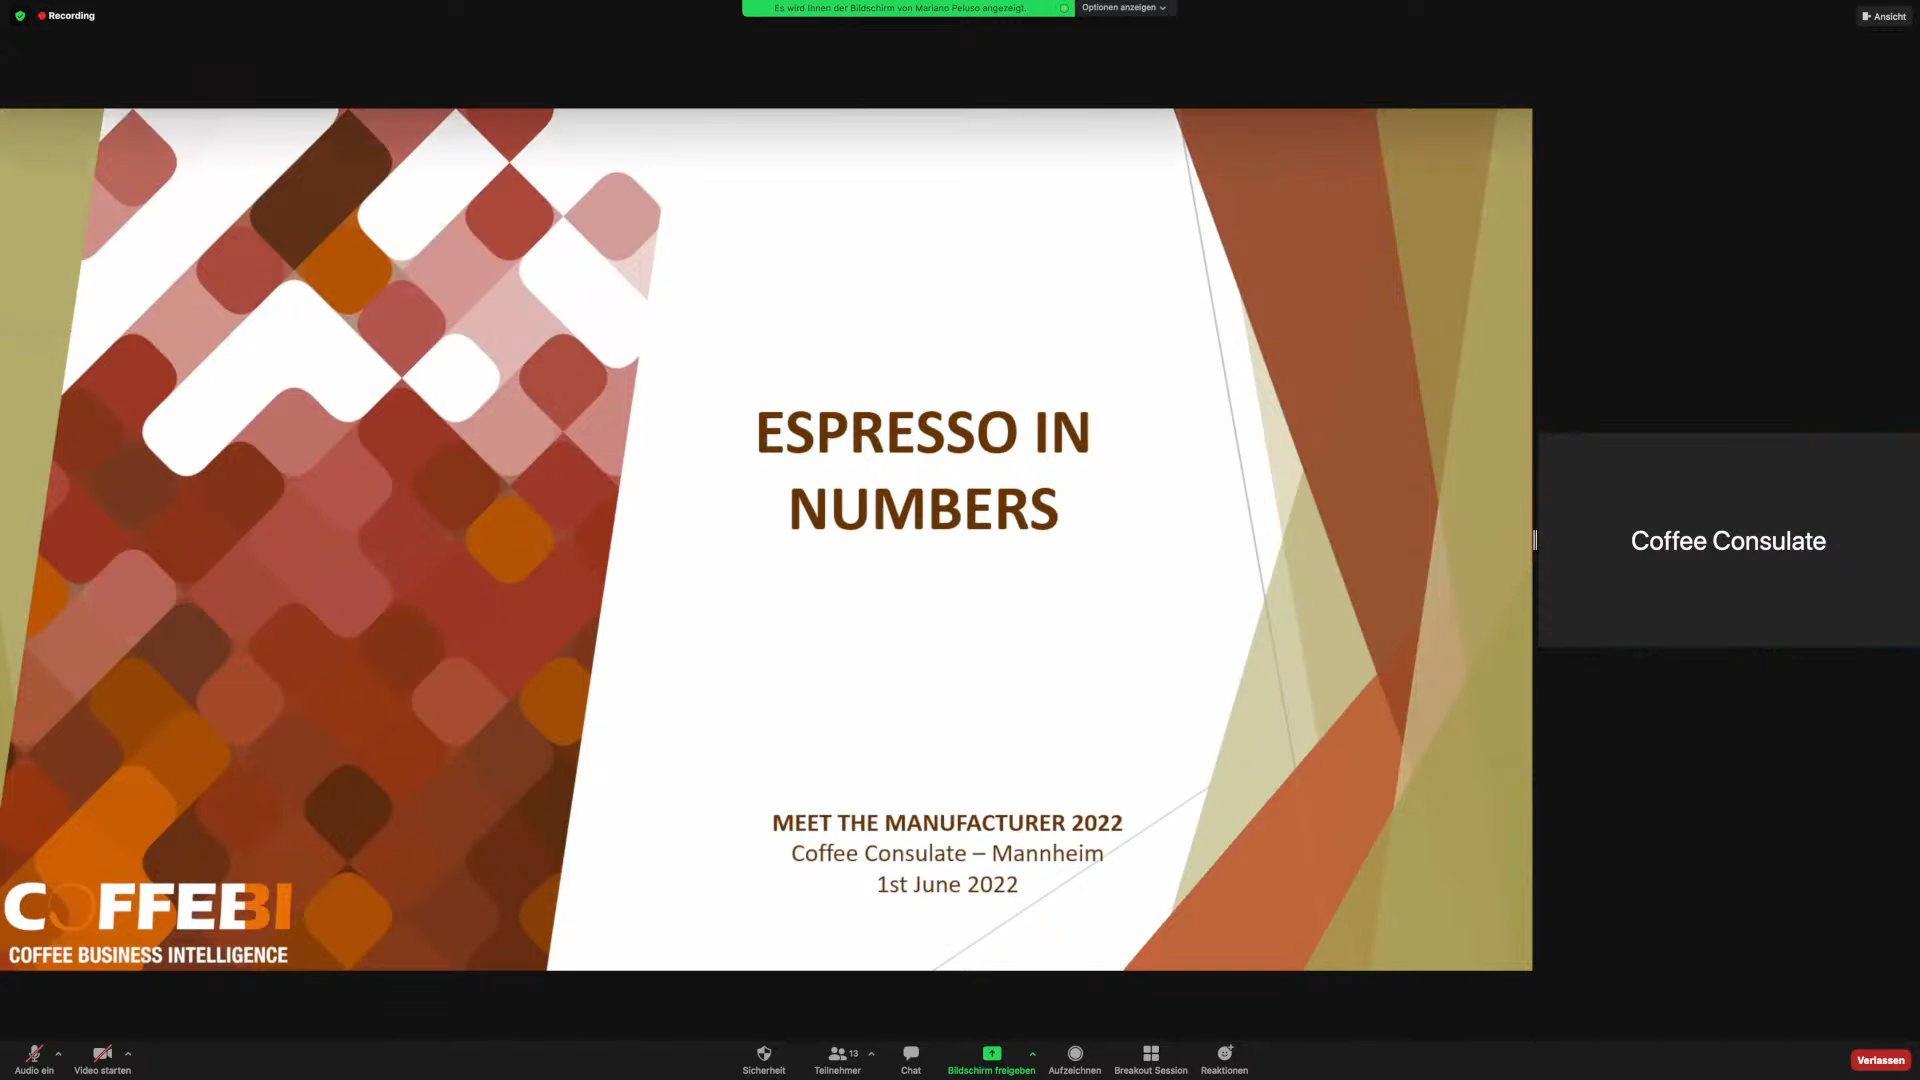 Recording
Es wird Ihnen der Bildschirm von Mariano Peluso angezeigt.
Optionen anzeigen
Ansicht
ESPRESSO IN
NUMBERS
Coffee Consulate
MEET THE MANUFACTURER 2022
Coffee Consulate – Mannheim
1st June 2022
COFFEEBI
COFFEE BUSINESS INTELLIGENCE
Audio ein
Video starten
Sicherheit
13
Teilnehmer
Chat
Bildschirm freigeben
Aufzeichnen
Breakout Session
Reaktionen
Verlassen